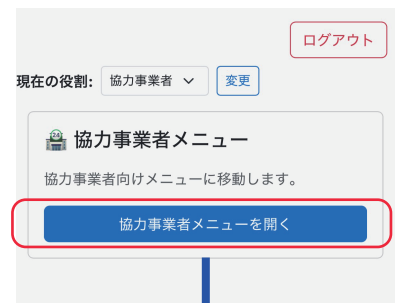 ログアウト
現在の役割: 協力事業者 変更
協力事業者メニュー
協力事業者向けメニューに移動します。
協力事業者メニューを開く